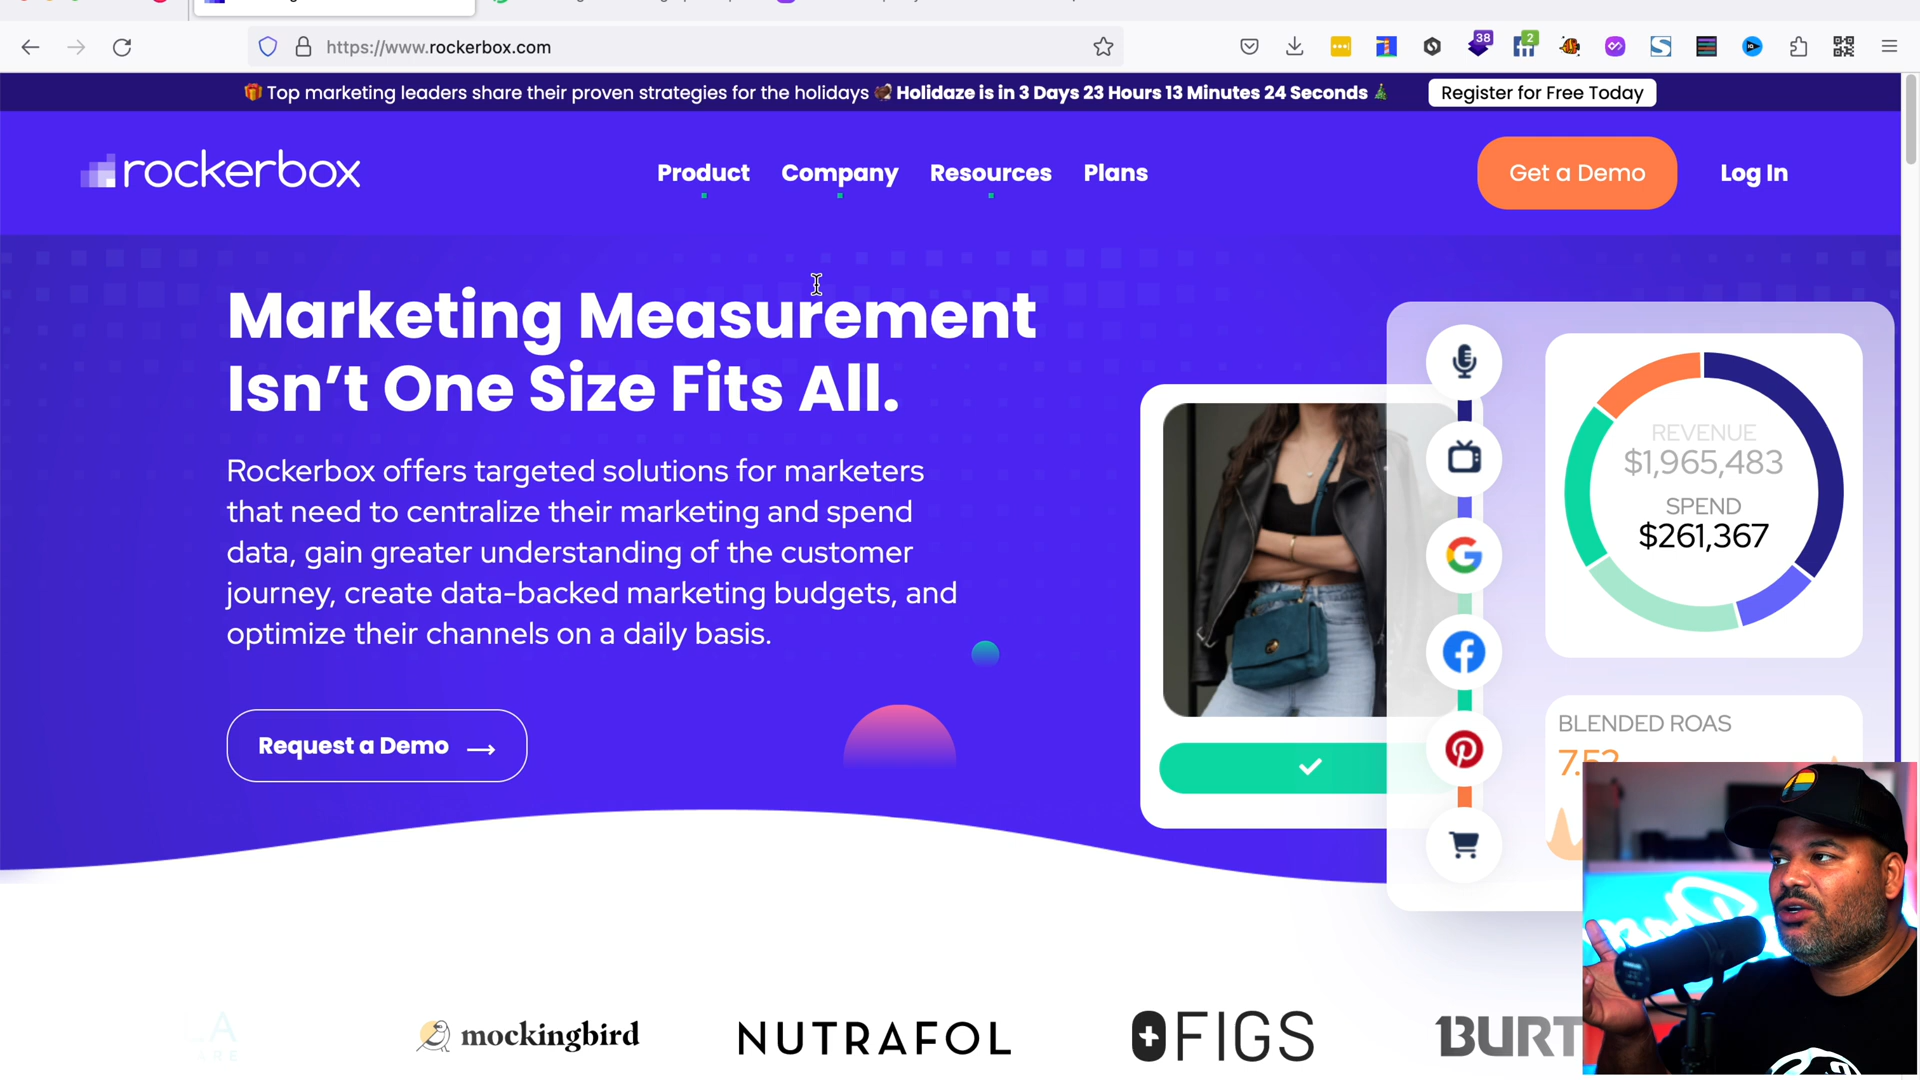 https://www.rockerbox.com
38
2
Top marketing leaders share their proven strategies for the holidays Holidaze is in 3 Days 23 Hours 13 Minutes 24 Seconds
Register for Free Today
rockerbox
Product
Company
Resources
Plans
Get a Demo
Log In
Marketing Measurement
Isn't One Size Fits All.
Rockerbox offers targeted solutions for marketers
that need to centralize their marketing and spend
data, gain greater understanding of the customer
journey, create data-backed marketing budgets, and
optimize their channels on a daily basis.
Request a Demo →
REVENUE
$1,965,483
SPEND
$261,367
BLENDED ROAS
mockingbird
NUTRAFOL
FIGS
BURT